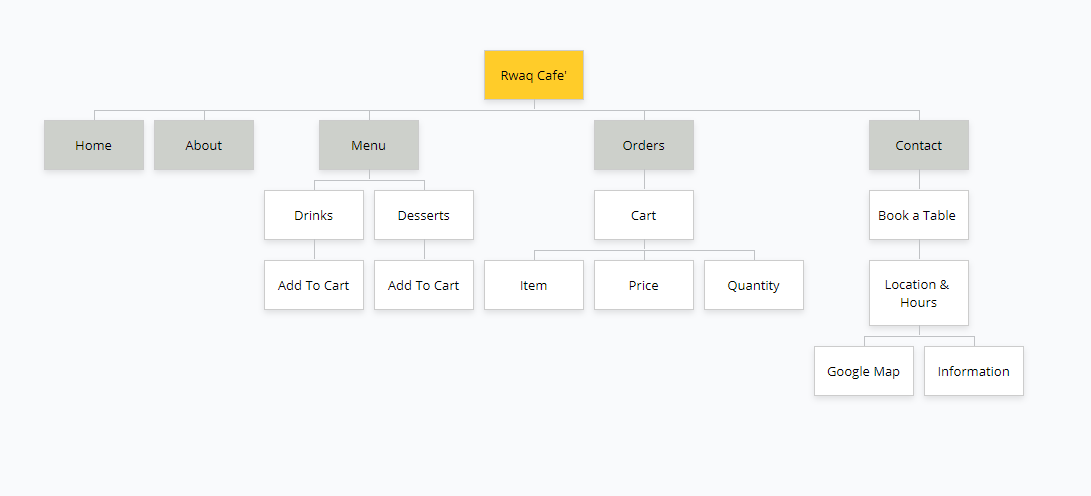 Rwaq Cafe'
Home
About
Menu
Orders
Contact
Drinks
Desserts
Cart
Book a Table
Add To Cart
Add To Cart
Item
Price
Quantity
Location &
Hours
Google Map
Information